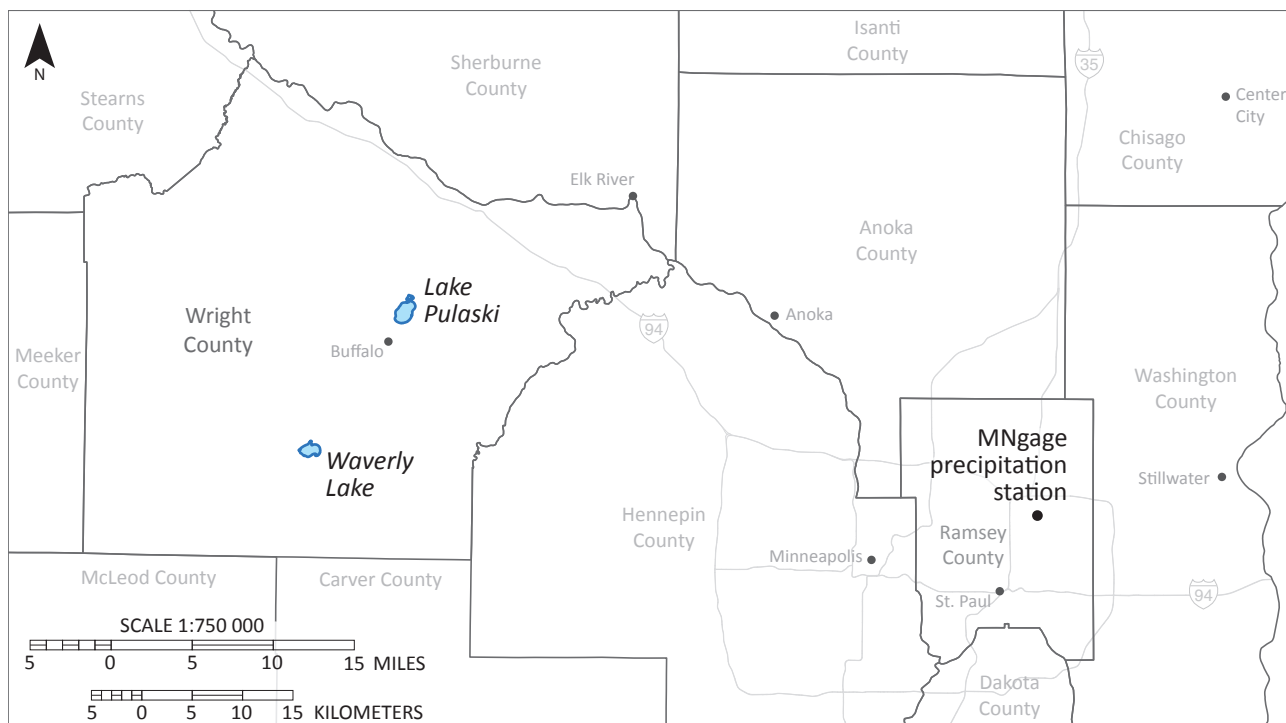 Isanti
County
35
Sherburne
County
N
Stearns
County
Center
City
Chisago
County
Elk River
Anoka
County
Lake
Pulaski
Wright
County
Anoka
94
Buffalo
Meeker
County
Washington
County
MNgage
precipitation
station
Waverly
Lake
Stillwater
Hennepin
County
Ramsey
County
Minneapolis
McLeod County
Carver County
St. Paul
94
SCALE 1:750 000
5 0 5 10 15 MILES
5 0 5 10 15 KILOMETERS
Dakota
County